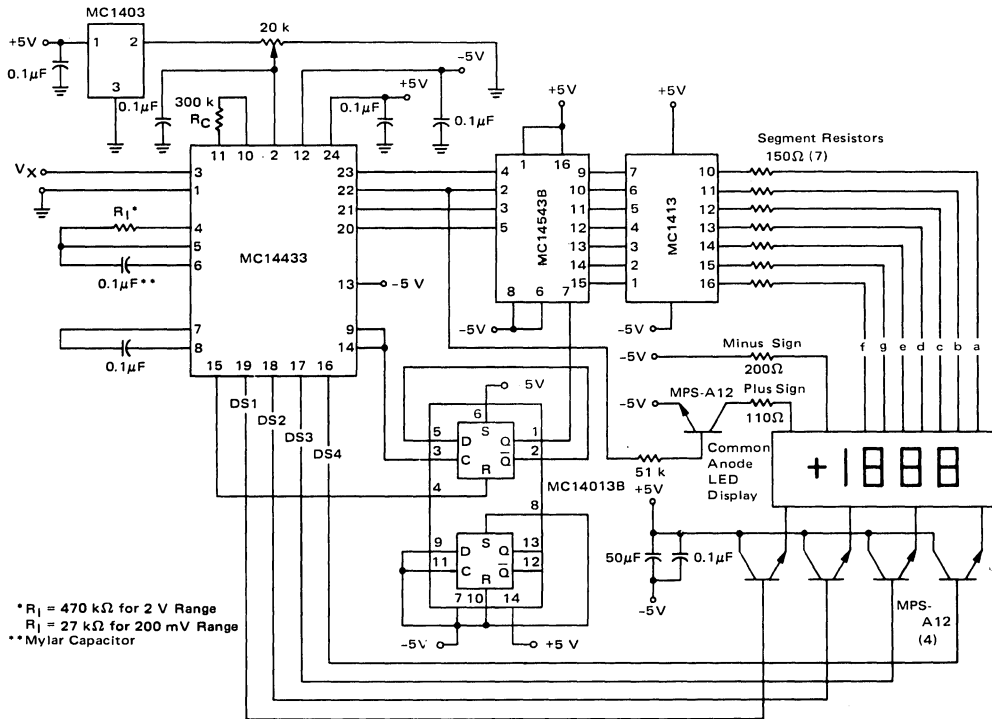 MC1403
+5V
1
2
3
0.1μF
20 k
-5V
0.1μF
300 k
RC
+5V
0.1μF
0.1μF
11 10 2 12 24
VX
3
1
RI*
4
5
6
0.1μF**
7
8
0.1μF
MC14433
23
22
21
20
13
-5 V
9
14
15 19 18 17 16
DS1
DS2
DS3
DS4
+5V
1 16
4
2
3
5
MC14543B
9
10
11
12
13
14
15
8 6 7
-5V
+5V
7
6
5
4
3
2
1
MC1413
10
11
12
13
14
15
16
-5V
Segment Resistors
150Ω (7)
f g e d c b a
Minus Sign
-5V
200Ω
MPS-A12
Plus Sign
-5V
110Ω
51 k
Common
Anode
LED
Display
+1888
5V
6
S
5 D Q 1
3 C Q 2
R
4
MC14013B
8
S
9 D Q 13
11 C Q 12
R
7 10 14
-5V
+5 V
+5V
50μF
0.1μF
-5V
MPS-
A12
(4)
*RI = 470 kΩ for 2 V Range
RI = 27 kΩ for 200 mV Range
**Mylar Capacitor